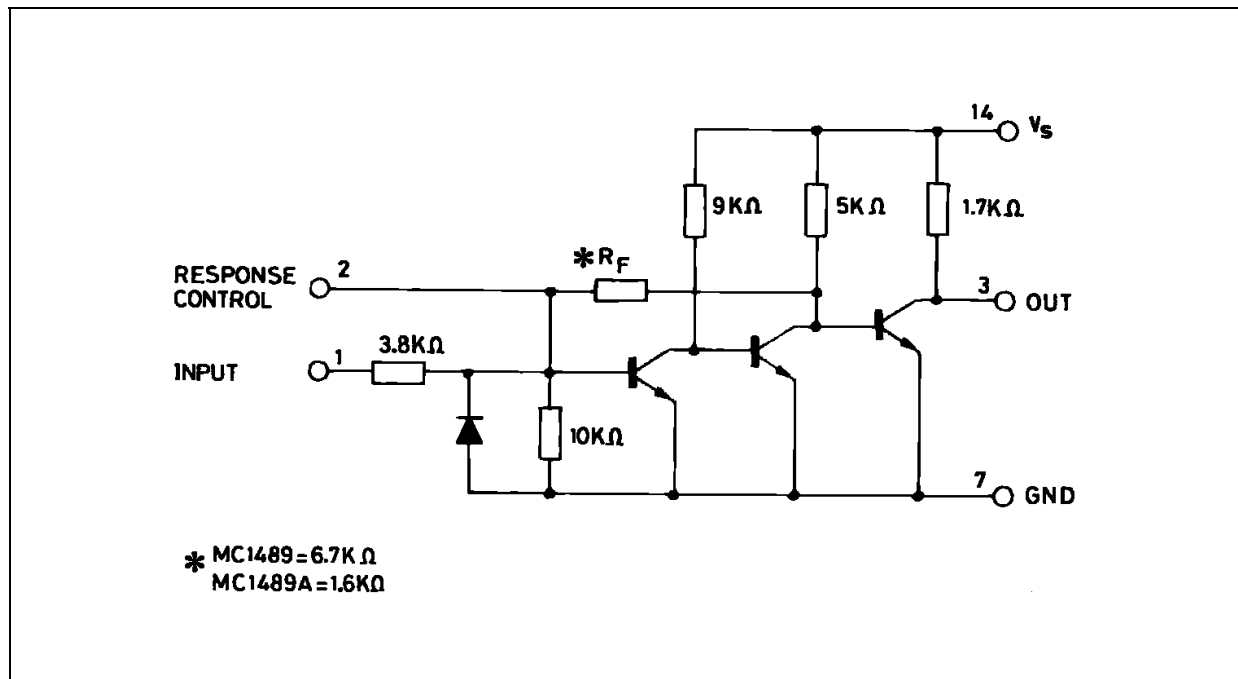 14
Vs
9KΩ
5KΩ
1.7KΩ
*RF
RESPONSE
CONTROL
2
3
OUT
3.8KΩ
INPUT
1
10KΩ
7
GND
* MC1489=6.7KΩ
MC1489A=1.6KΩ